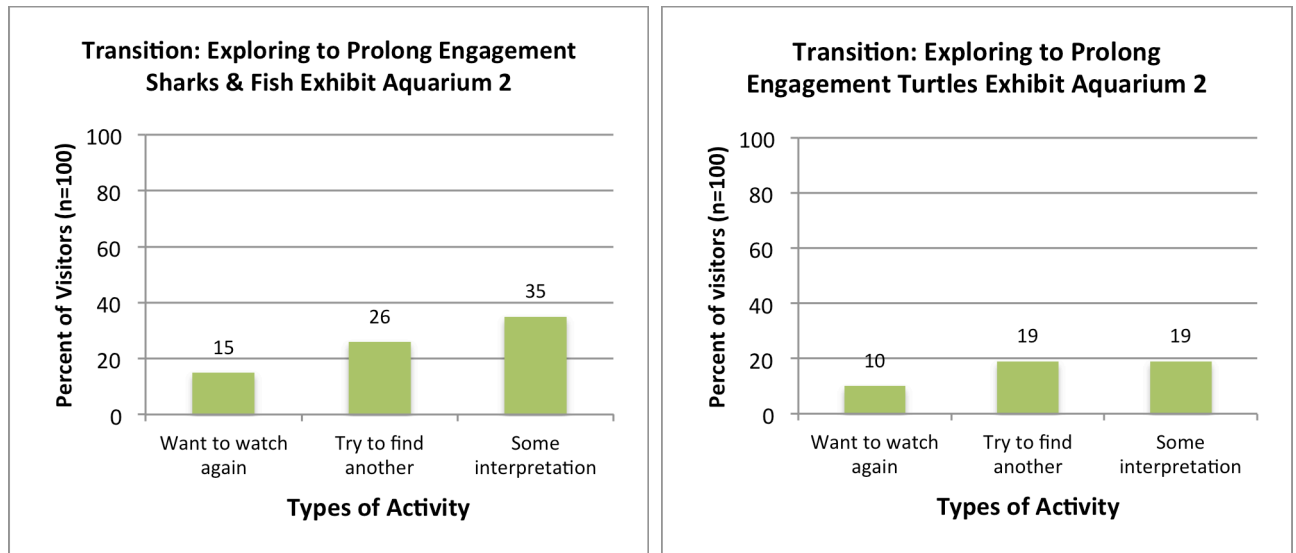 Transition: Exploring to Prolong Engagement
Sharks & Fish Exhibit Aquarium 2
Percent of Visitors (n=100)
100
80
60
40
20
0
15
26
35
Want to watch
again
Try to find
another
Some
interpretation
Types of Activity
Transition: Exploring to Prolong
Engagement Turtles Exhibit Aquarium 2
Percent of visitors (n=100)
100
80
60
40
20
0
10
19
19
Want to watch
again
Try to find
another
Some
interpretation
Types of Activity